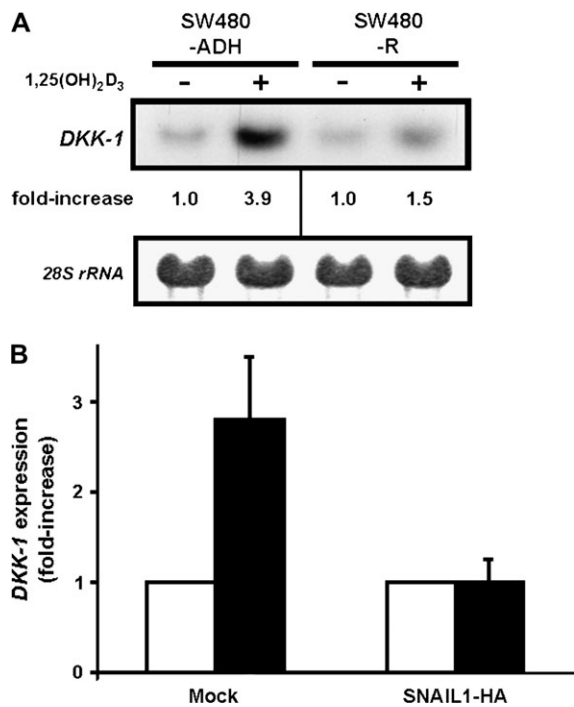 A
SW480
-ADH
SW480
-R
1,25(OH)₂D₃ - + - +
DKK-1
fold-increase 1.0 3.9 1.0 1.5
28S rRNA
B
DKK-1 expression
(fold-increase)
3
2
1
0
Mock SNAIL1-HA